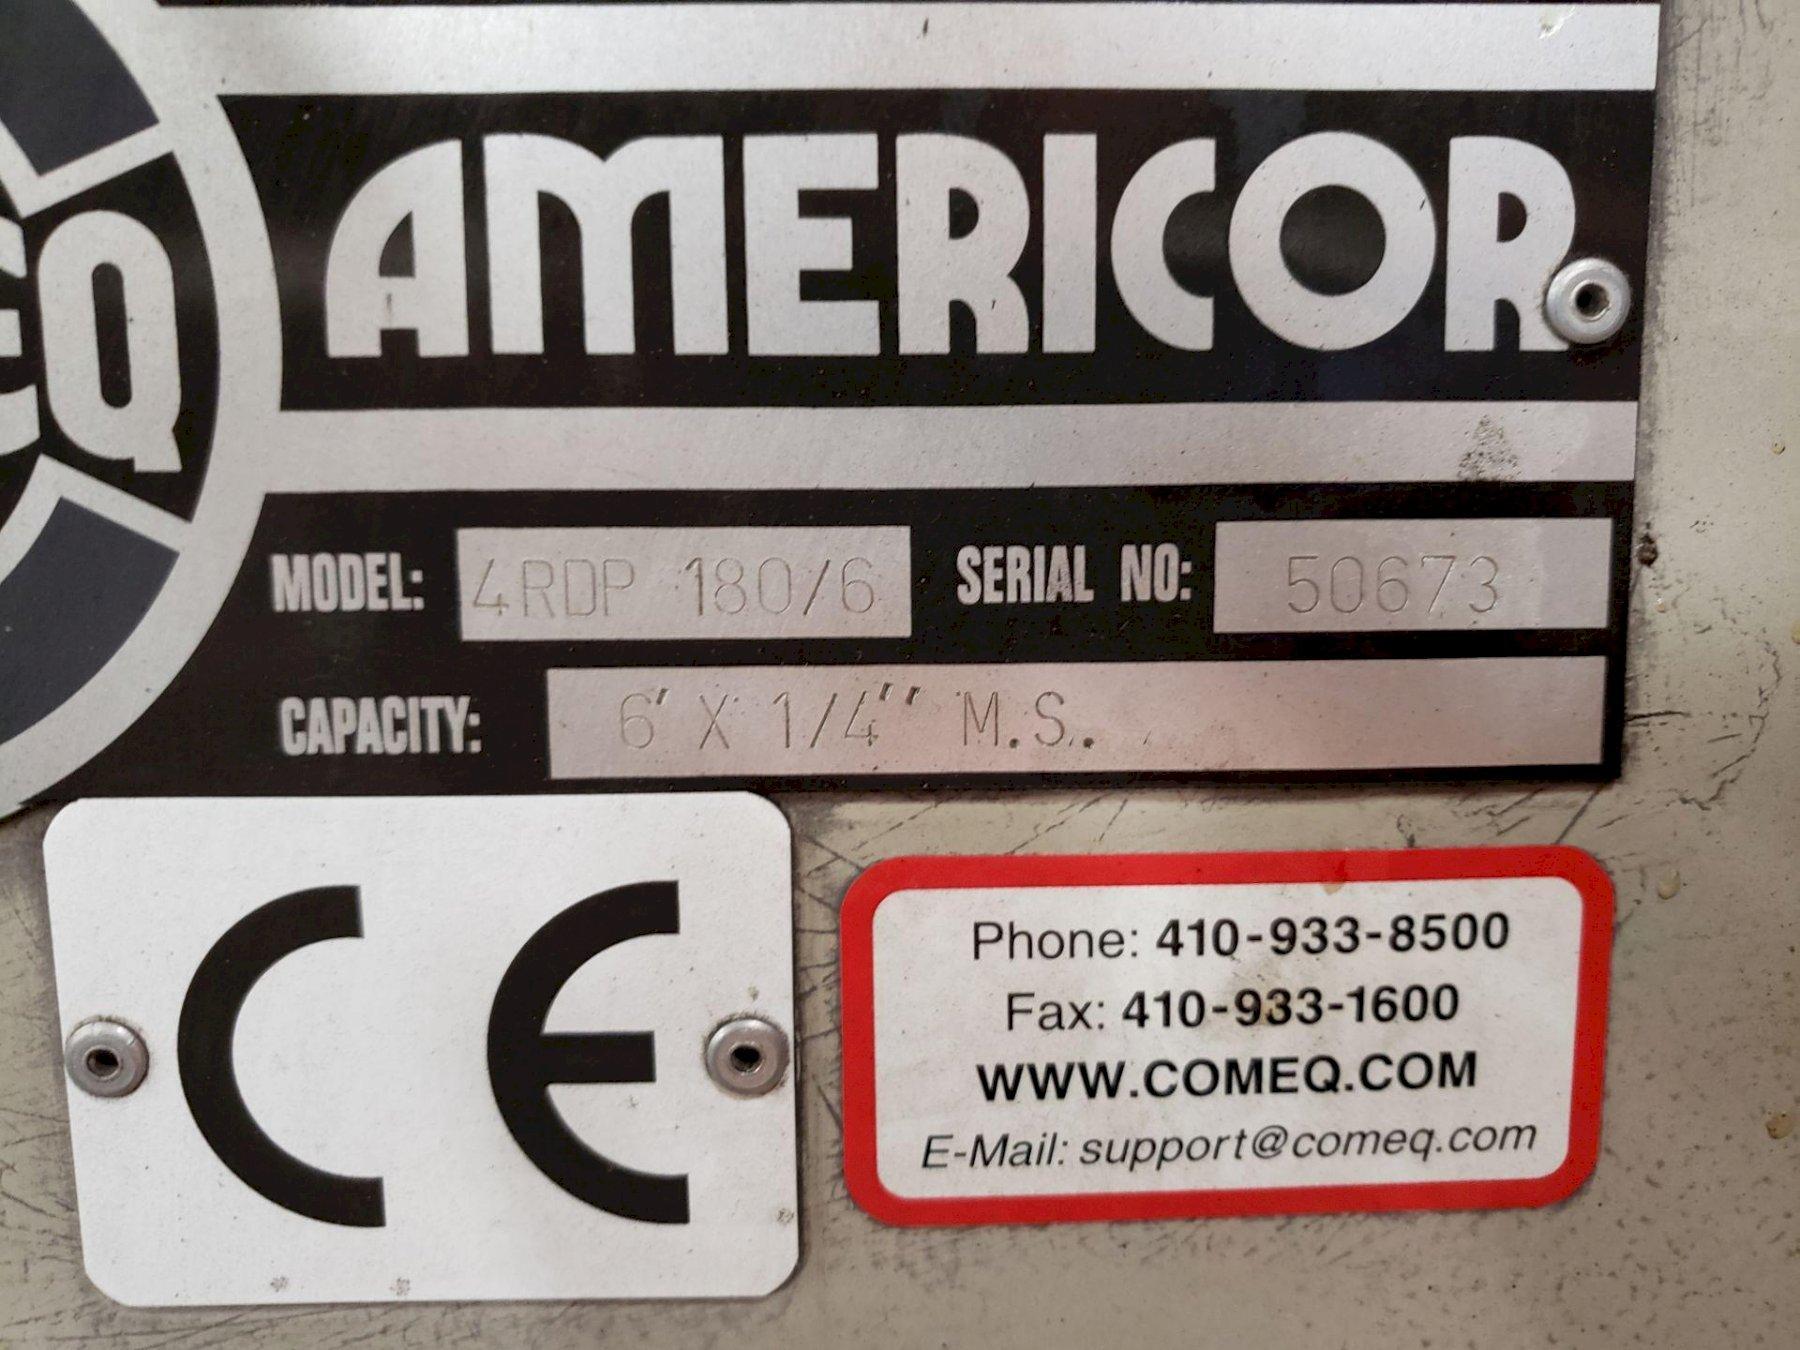 EQ
AMERICOR
MODEL: 4RDP 180/6 SERIAL NO: 50673
CAPACITY: 6' X 1/4'' M.S.
CE
Phone: 410-933-8500
Fax: 410-933-1600
WWW.COMEQ.COM
E-Mail: support@comeq.com